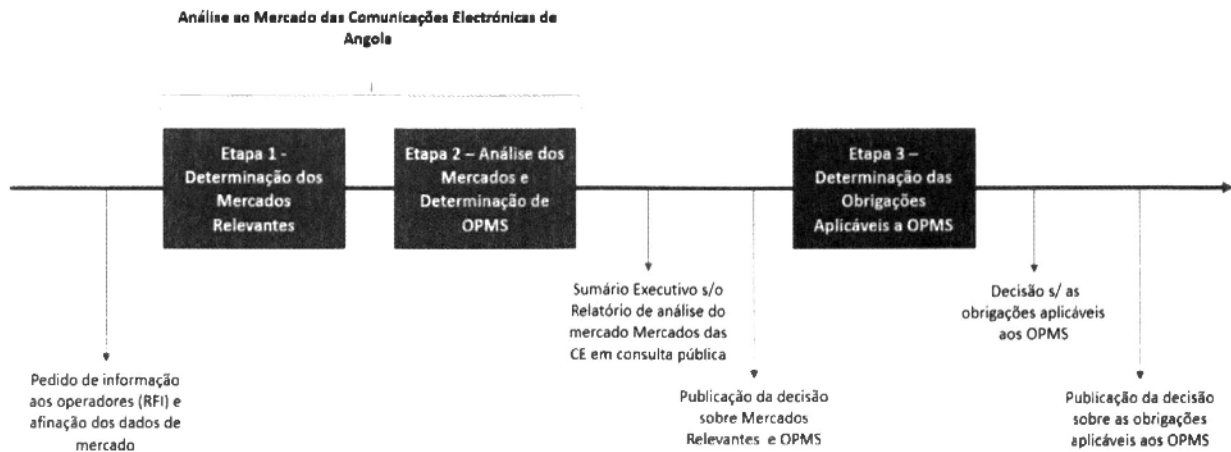 Análise ao Mercado das Comunicações Electrónicas de
Angola
Etapa 1 -
Determinação dos
Mercados
Relevantes
Etapa 2 – Análise dos
Mercados e
Determinação de
OPMS
Etapa 3 –
Determinação das
Obrigações
Aplicáveis a OPMS
Pedido de informação
aos operadores (RFI) e
afinação dos dados de
mercado
Sumário Executivo s/o
Relatório de análise do
mercado Mercados das
CE em consulta pública
Publicação da decisão
sobre Mercados
Relevantes e OPMS
Decisão s/ as
obrigações aplicáveis
aos OPMS
Publicação da decisão
sobre as obrigações
aplicáveis aos OPMS